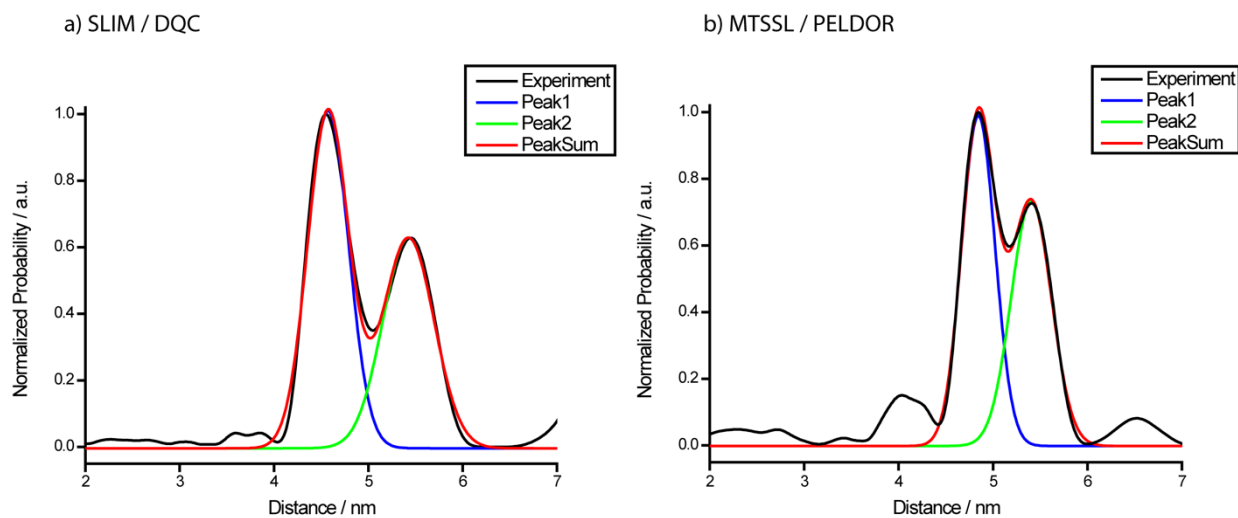 a) SLIM / DQC
Experiment
Peak1
Peak2
PeakSum
1.0
0.8
0.6
0.4
0.2
0.0
Normalized Probability / a.u.
2 3 4 5 6 7
Distance / nm
b) MTSSL / PELDOR
Experiment
Peak1
Peak2
PeakSum
1.0
0.8
0.6
0.4
0.2
0.0
Normalized Probability / a.u.
2 3 4 5 6 7
Distance / nm